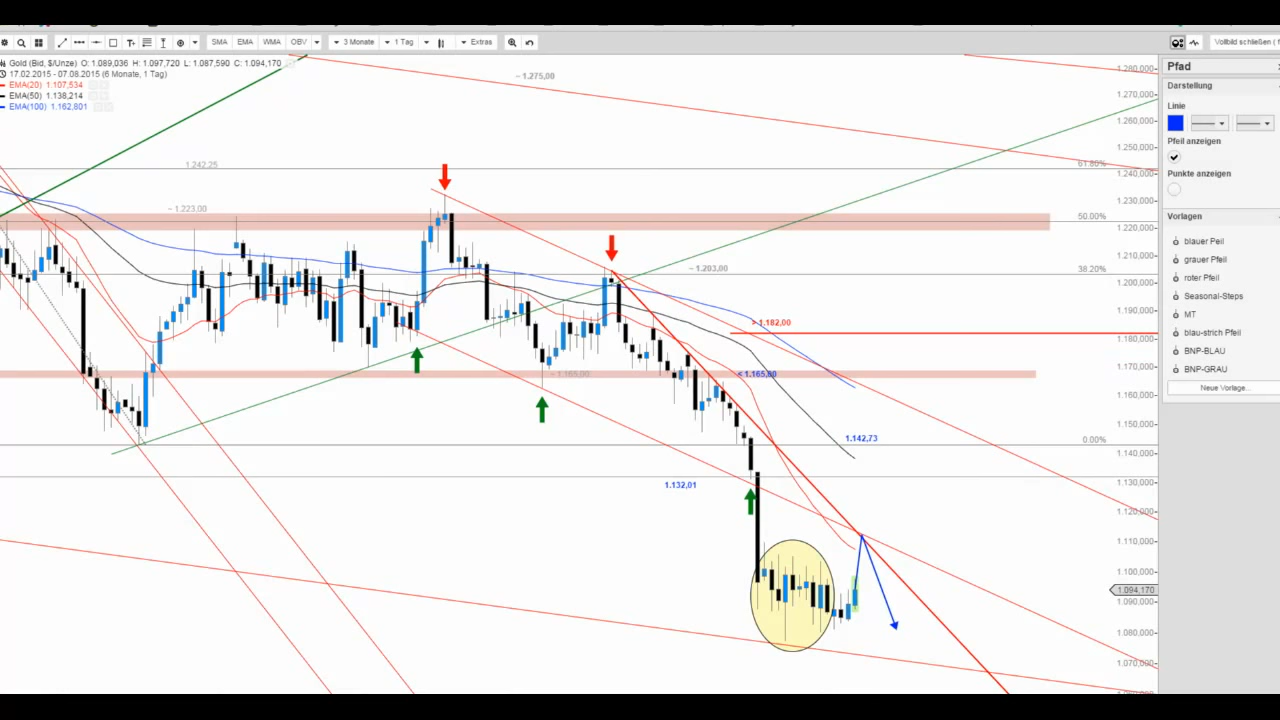 SMA EMA WMA OBV 3 Monate 1 Tag Extras Vollbild schließen ( f
Gold (Bid, $/Unze) O: 1.089,036 H: 1.097,720 L: 1.087,590 C: 1.094,170
17.02.2015 - 07.08.2015 (6 Monate, 1 Tag)
EMA(20) 1.107,534
EMA(50) 1.138,214
EMA(100) 1.162,801
~ 1.275,00
1.242,25
61.80%
~ 1.223,00
50.00%
~ 1.203,00
38.20%
> 1.182,00
~ 1.165,00
< 1.165,00
1.142,73
0.00%
1.132,01
1.280,000
1.270,000
1.260,000
1.250,000
1.240,000
1.230,000
1.220,000
1.210,000
1.200,000
1.190,000
1.180,000
1.170,000
1.160,000
1.150,000
1.140,000
1.130,000
1.120,000
1.110,000
1.100,000
1.094,170
1.090,000
1.080,000
1.070,000
Pfad
Darstellung
Linie
Pfeil anzeigen
Punkte anzeigen
Vorlagen
blauer Peil
grauer Pfeil
roter Pfeil
Seasonal-Steps
MT
blau-strich Pfeil
BNP-BLAU
BNP-GRAU
Neue Vorlage...